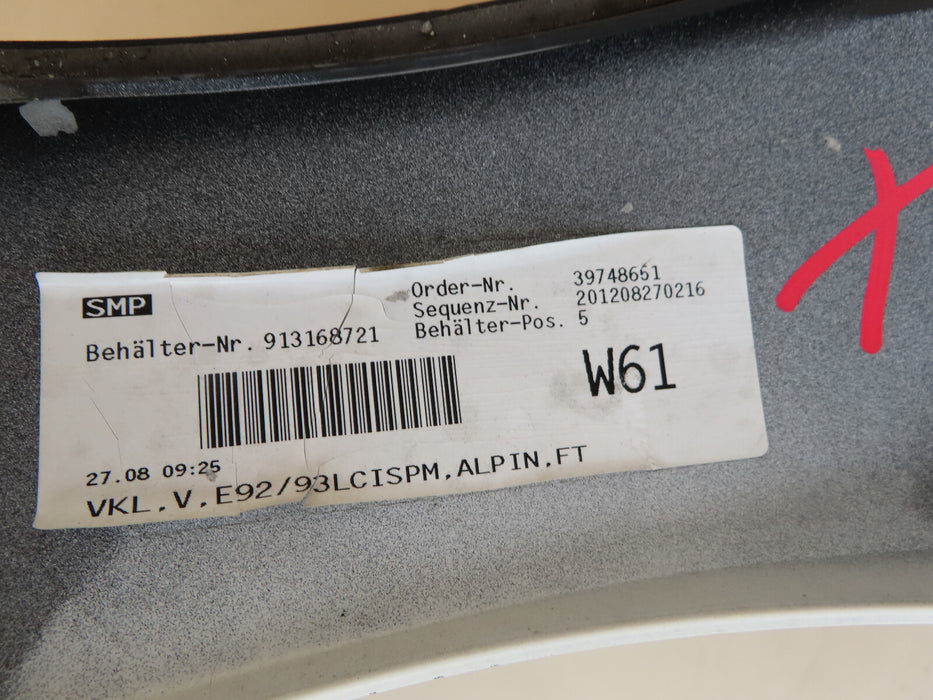 SMP
Order-Nr. 39748651
Sequenz-Nr. 201208270216
Behälter-Nr. 913168721
Behälter-Pos. 5
W61
27.08 09:25
VKL.V.E92/93LCISPM.ALPIN.FT
X